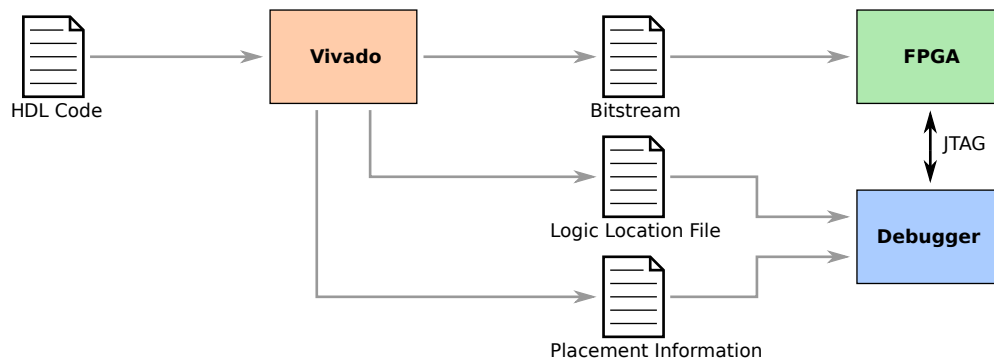 HDL Code
Vivado
Bitstream
FPGA
JTAG
Logic Location File
Debugger
Placement Information